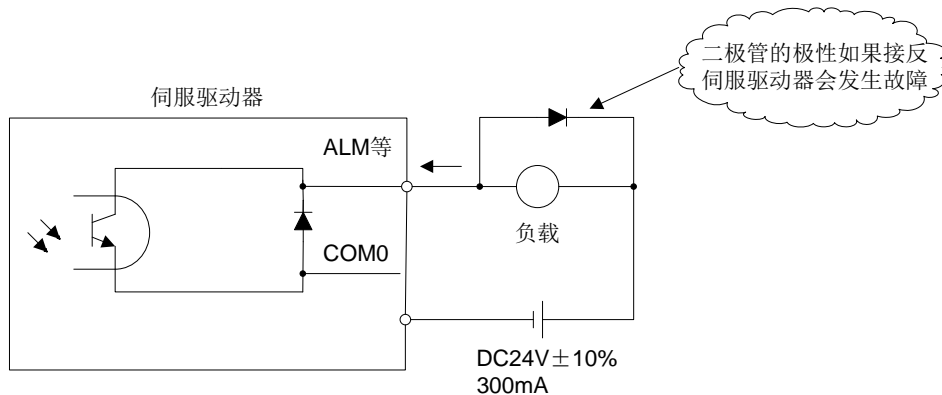 二极管的极性如果接反
伺服驱动器会发生故障
伺服驱动器
ALM等
负载
COM0
DC24V±10%
300mA